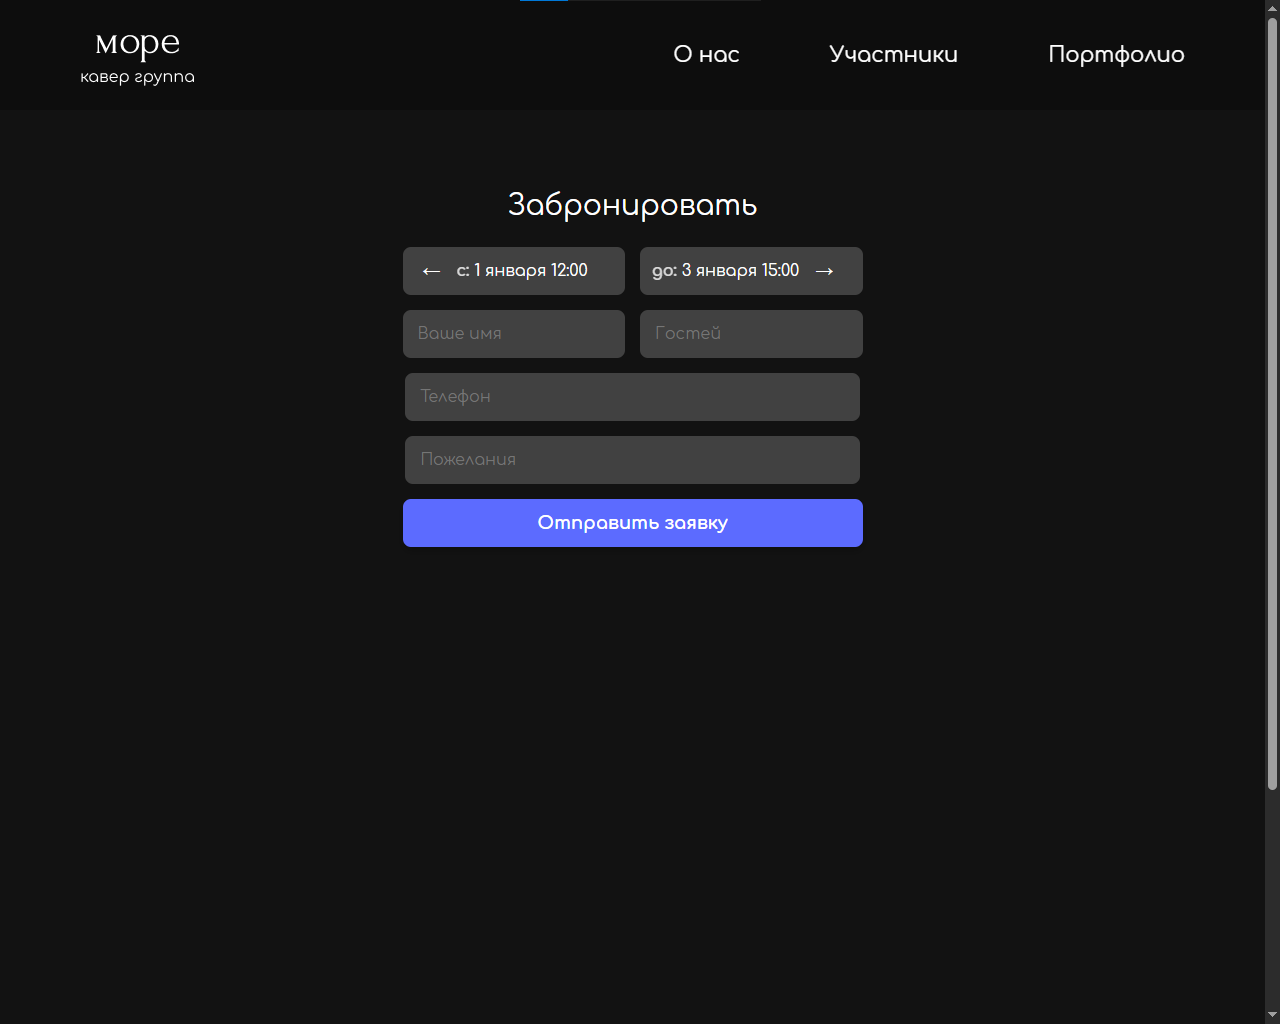 море
кавер группа
О нас
Участники
Портфолио
Забронировать
← с: 1 января 12:00
до: 3 января 15:00 →
Ваше имя
Гостей
Телефон
Пожелания
Отправить заявку